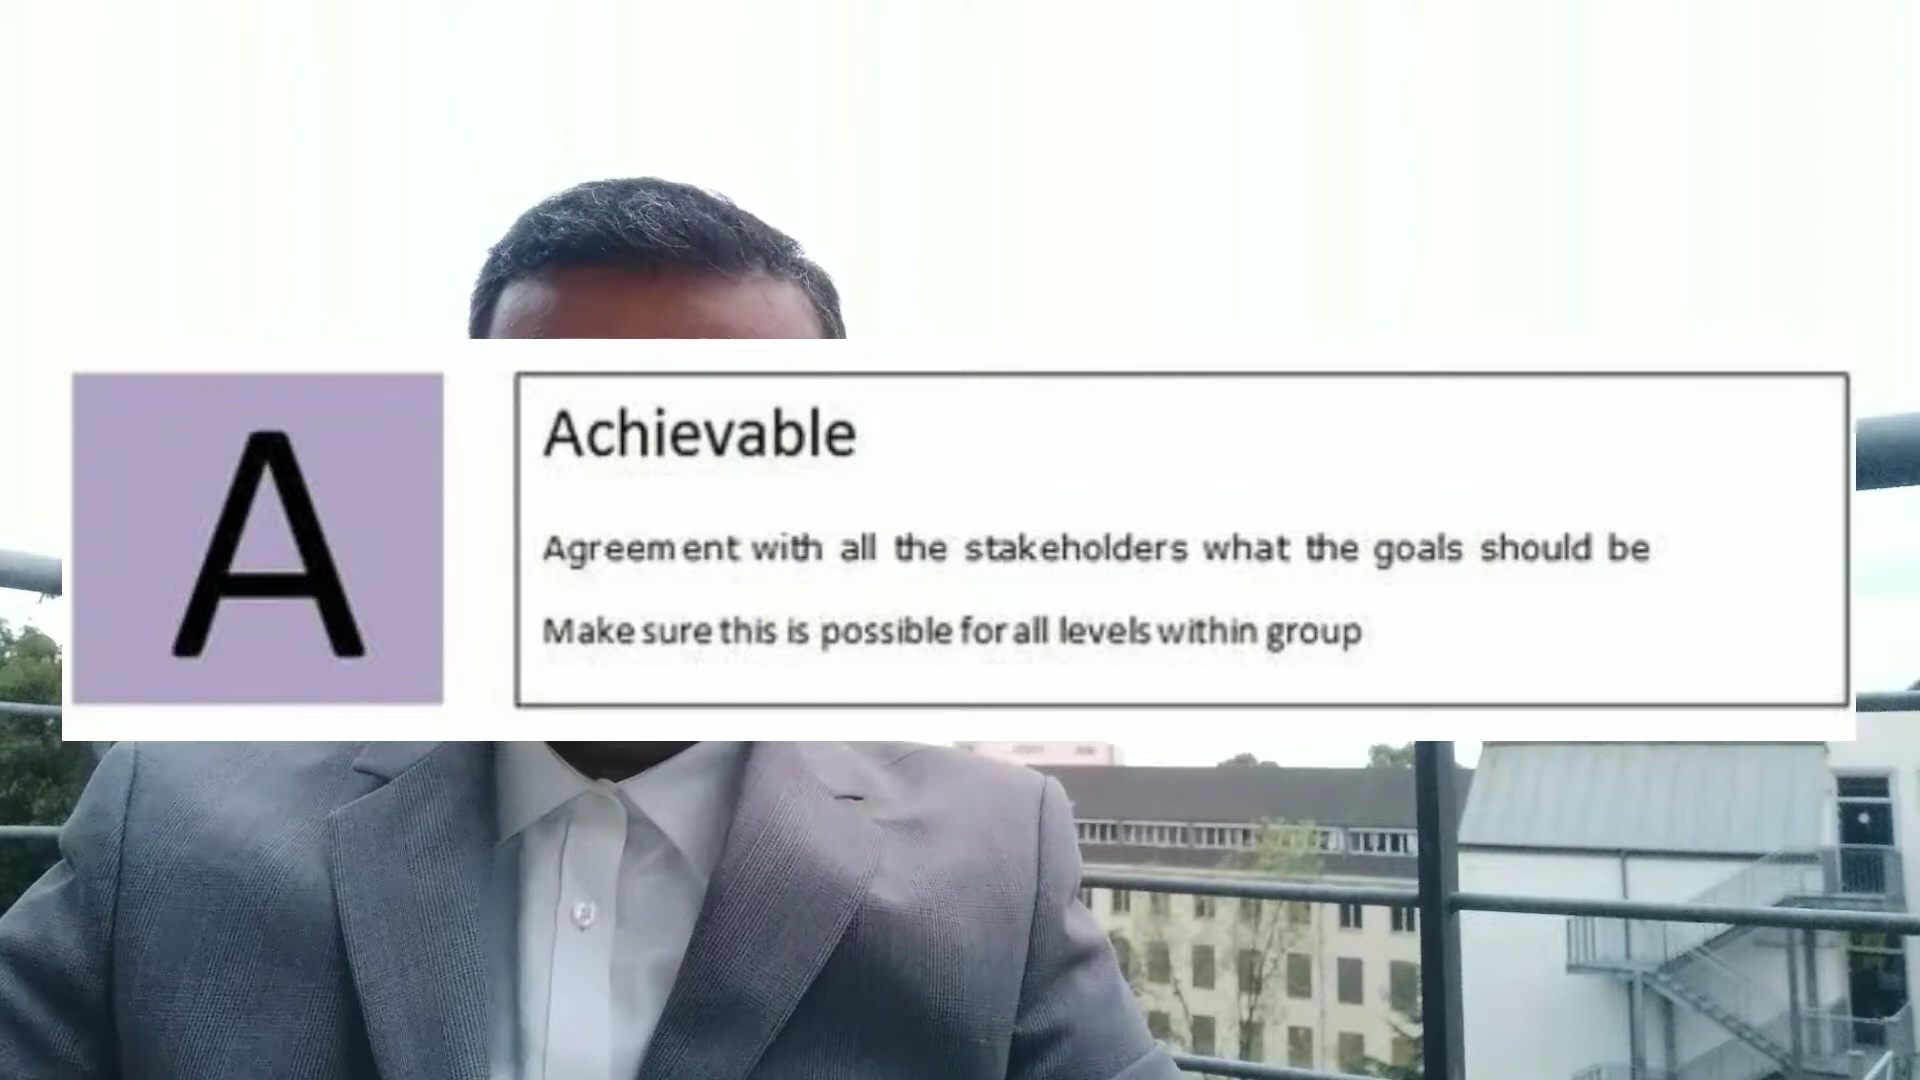 A
Achievable
Agreement with all the stakeholders what the goals should be
Make sure this is possible for all levels within group